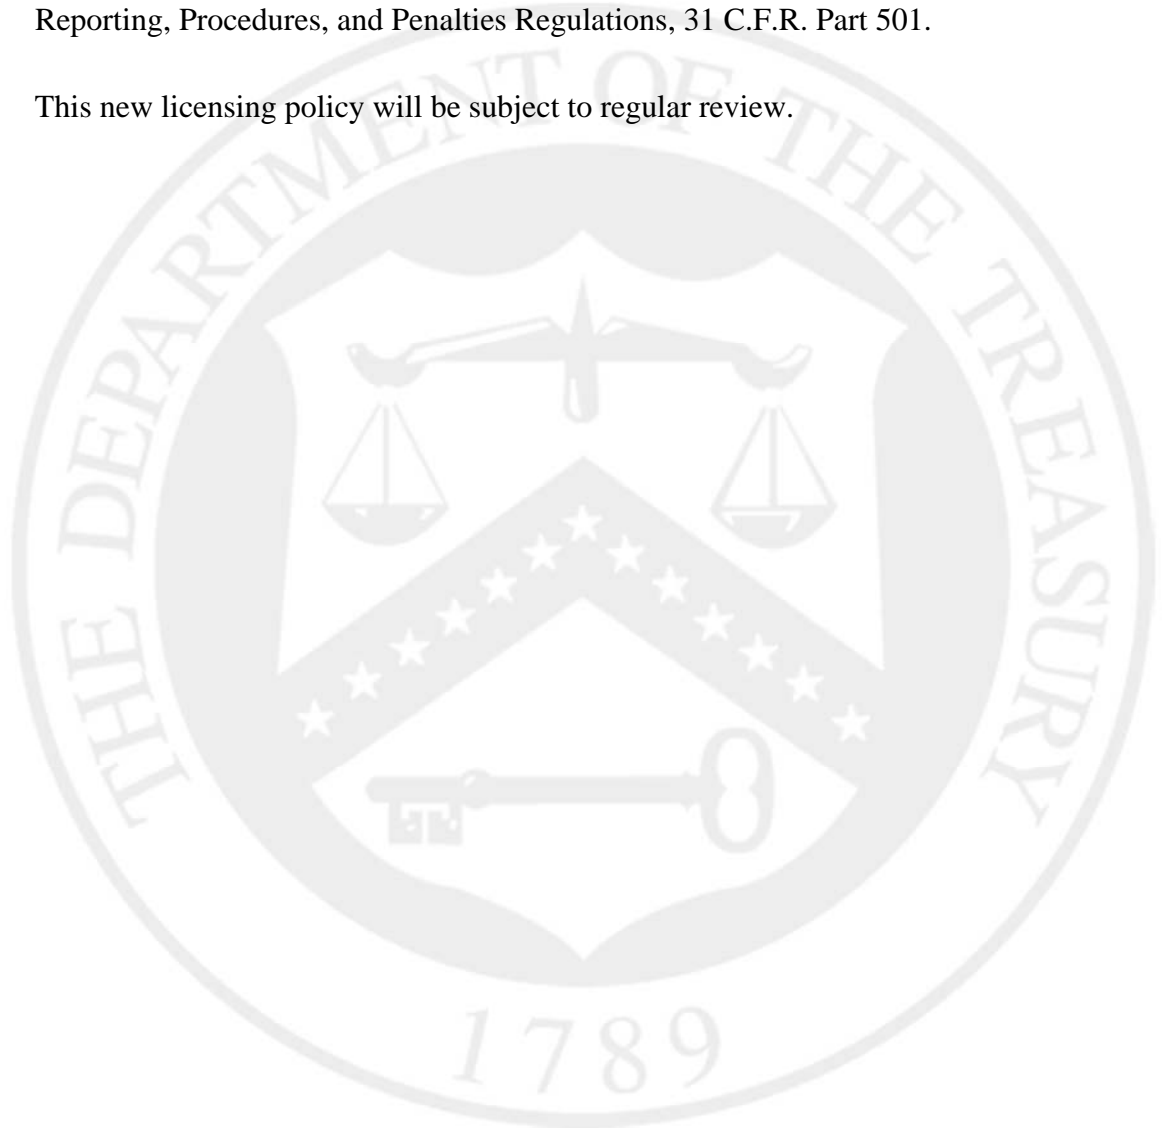 Reporting, Procedures, and Penalties Regulations, 31 C.F.R. Part 501.
This new licensing policy will be subject to regular review.
THE DEPARTMENT OF THE TREASURY
1789